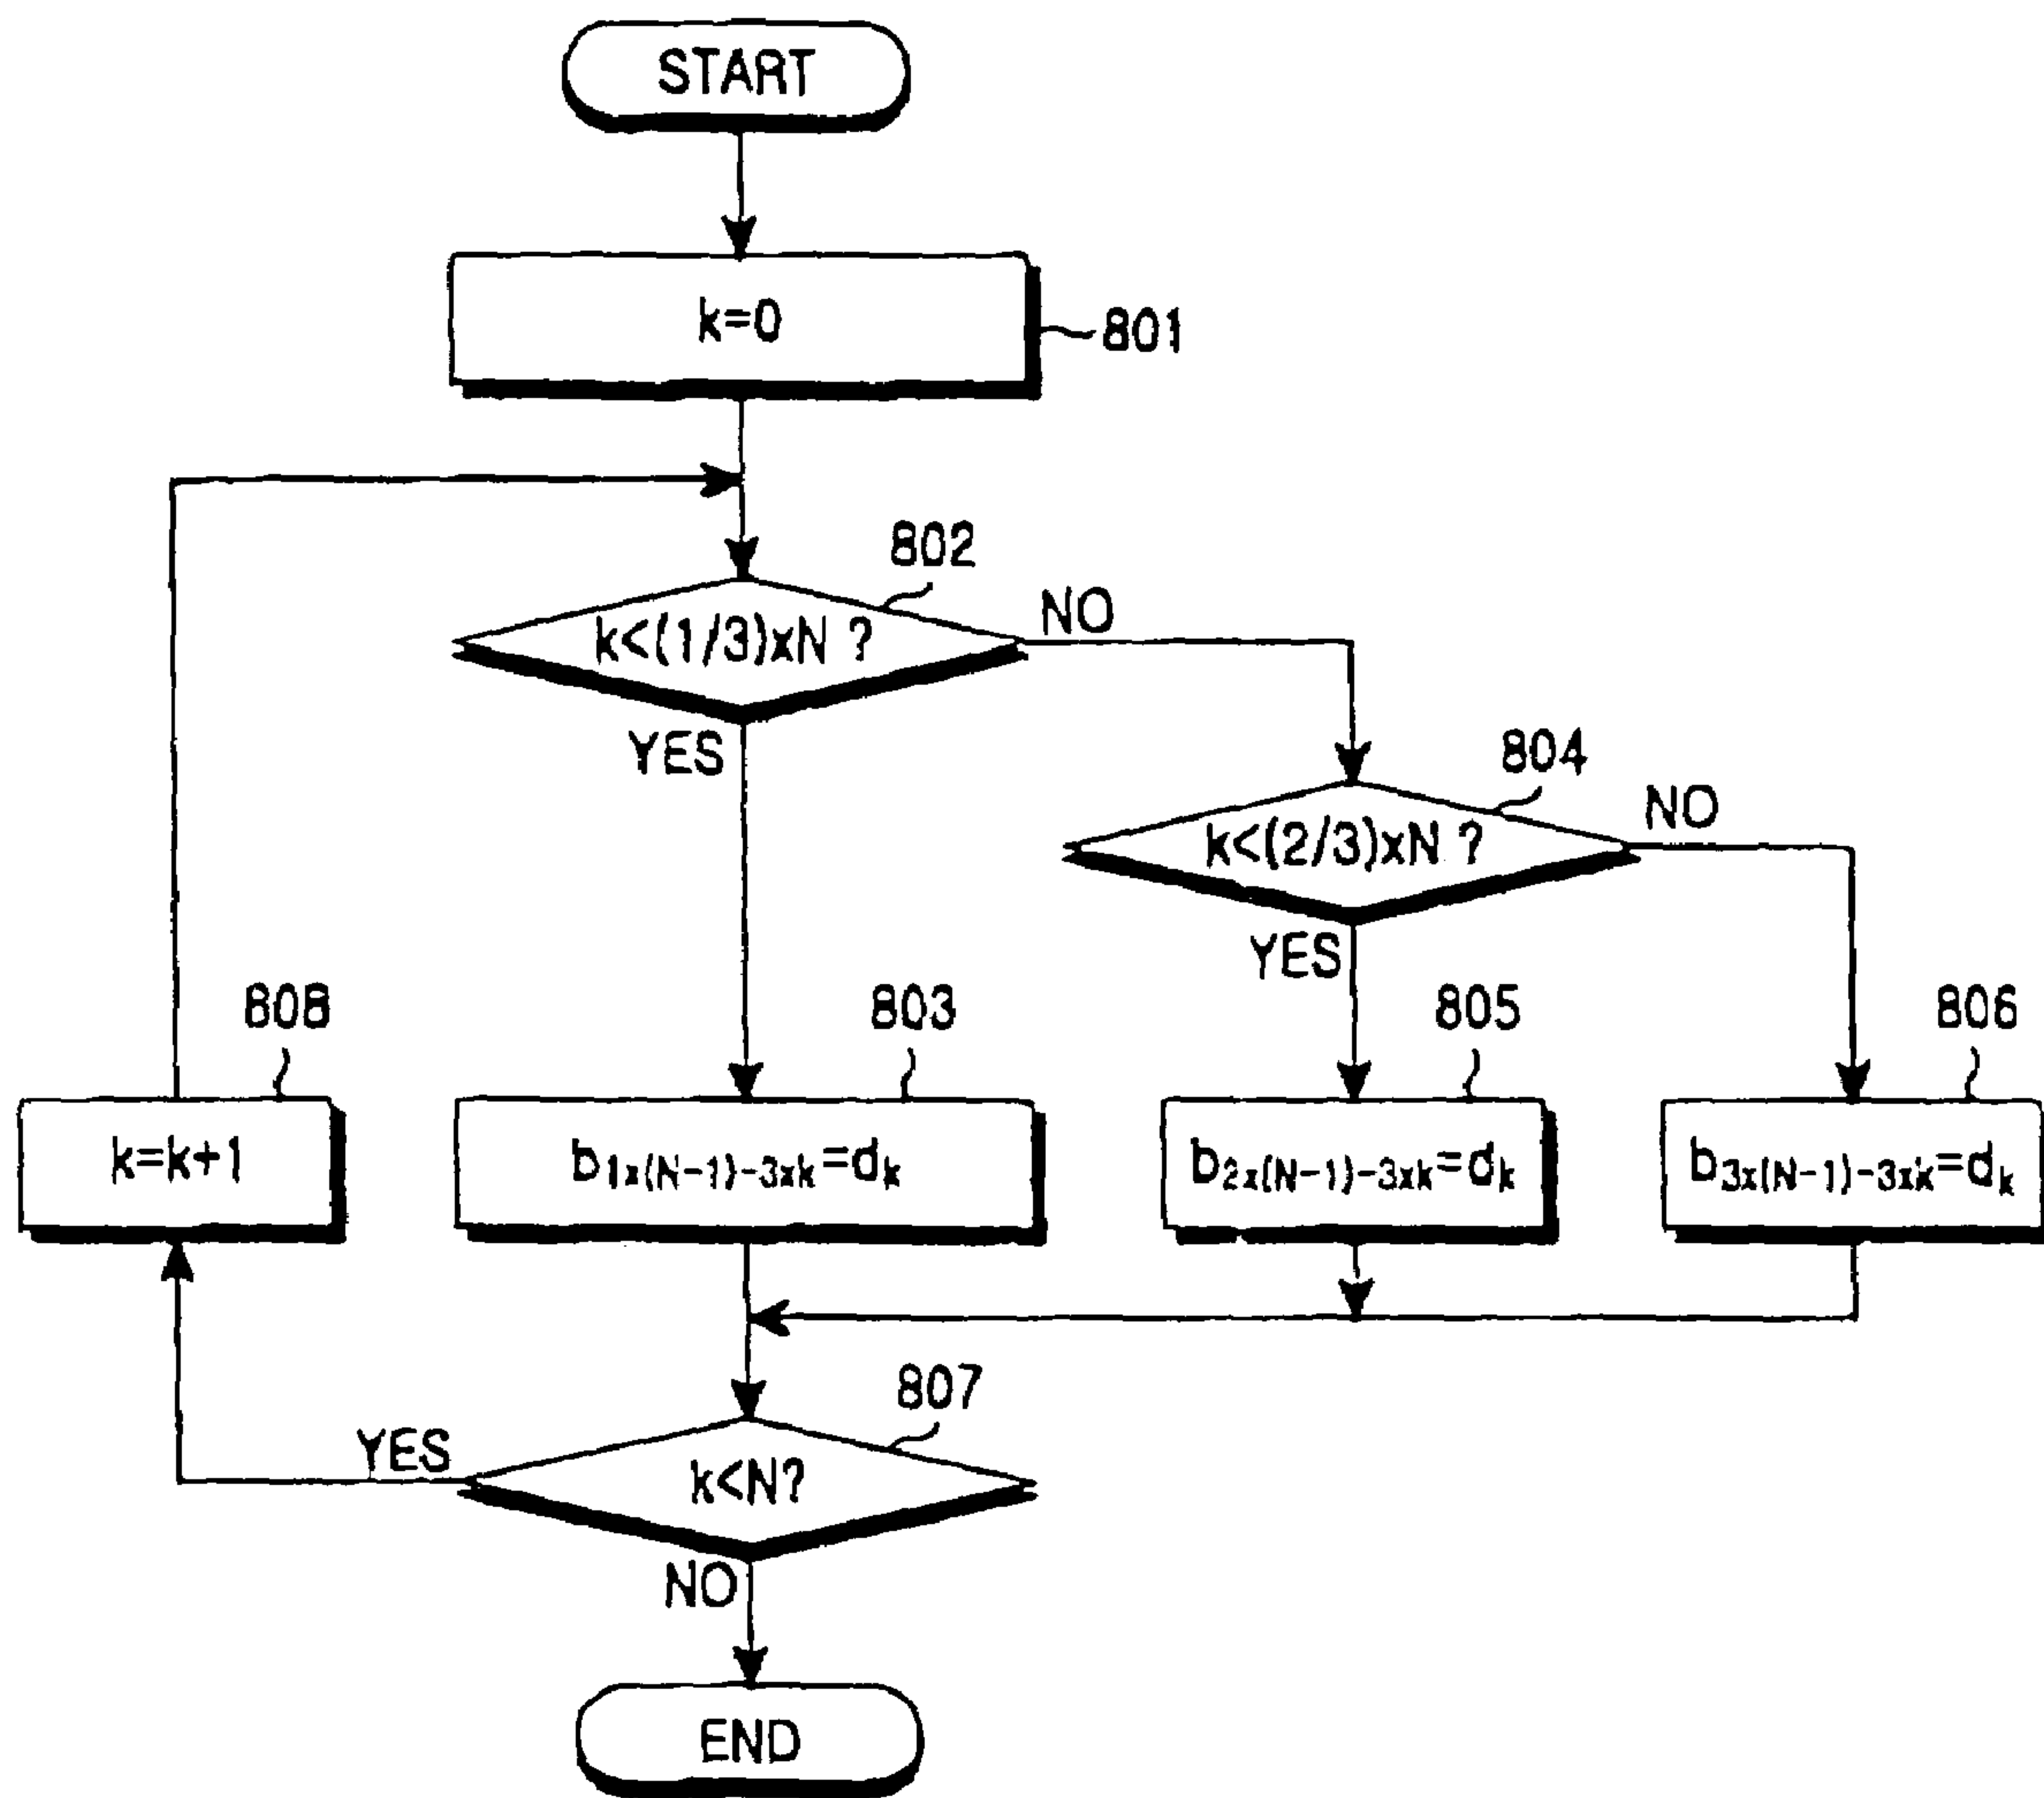 START
k=0
801
802
k<(1/3)xN ?
NO
YES
804
k<(2/3)xN ?
NO
YES
808
k=k+1
803
b1x(N-1)-3xk=dk
805
b2x(N-1)-3xk=dk
806
b3x(N-1)-3xk=dk
807
k<N?
YES
NO
END